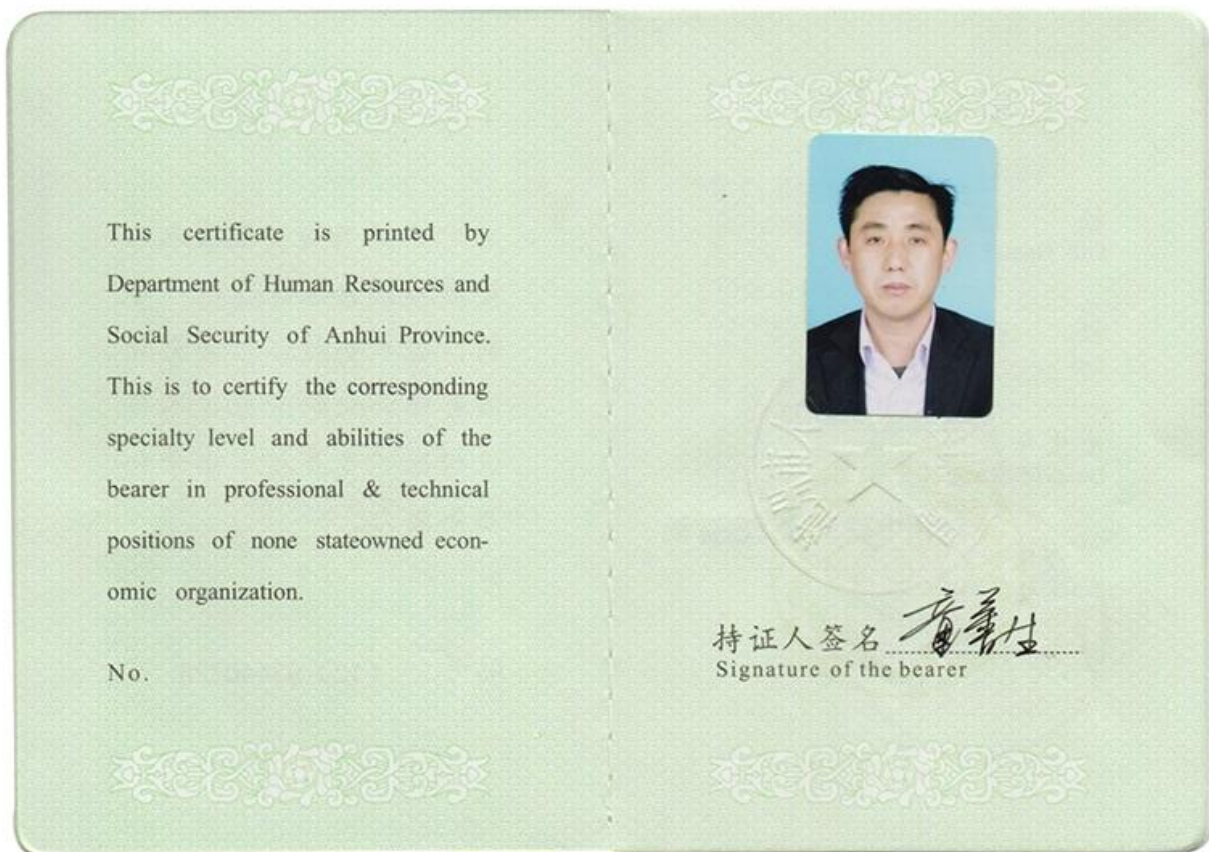 This certificate is printed by
Department of Human Resources and
Social Security of Anhui Province.
This is to certify the corresponding
specialty level and abilities of the
bearer in professional & technical
positions of none stateowned econ-
omic organization.
No.
持证人签名
Signature of the bearer